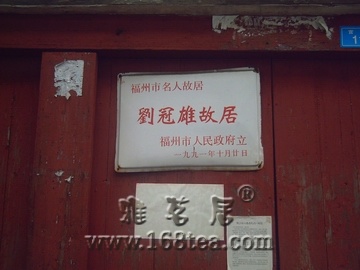 福州市名人故居
劉冠雄故居
福州市人民政府立
一九九一年十月廿日
雅茗居®
www.168tea.com